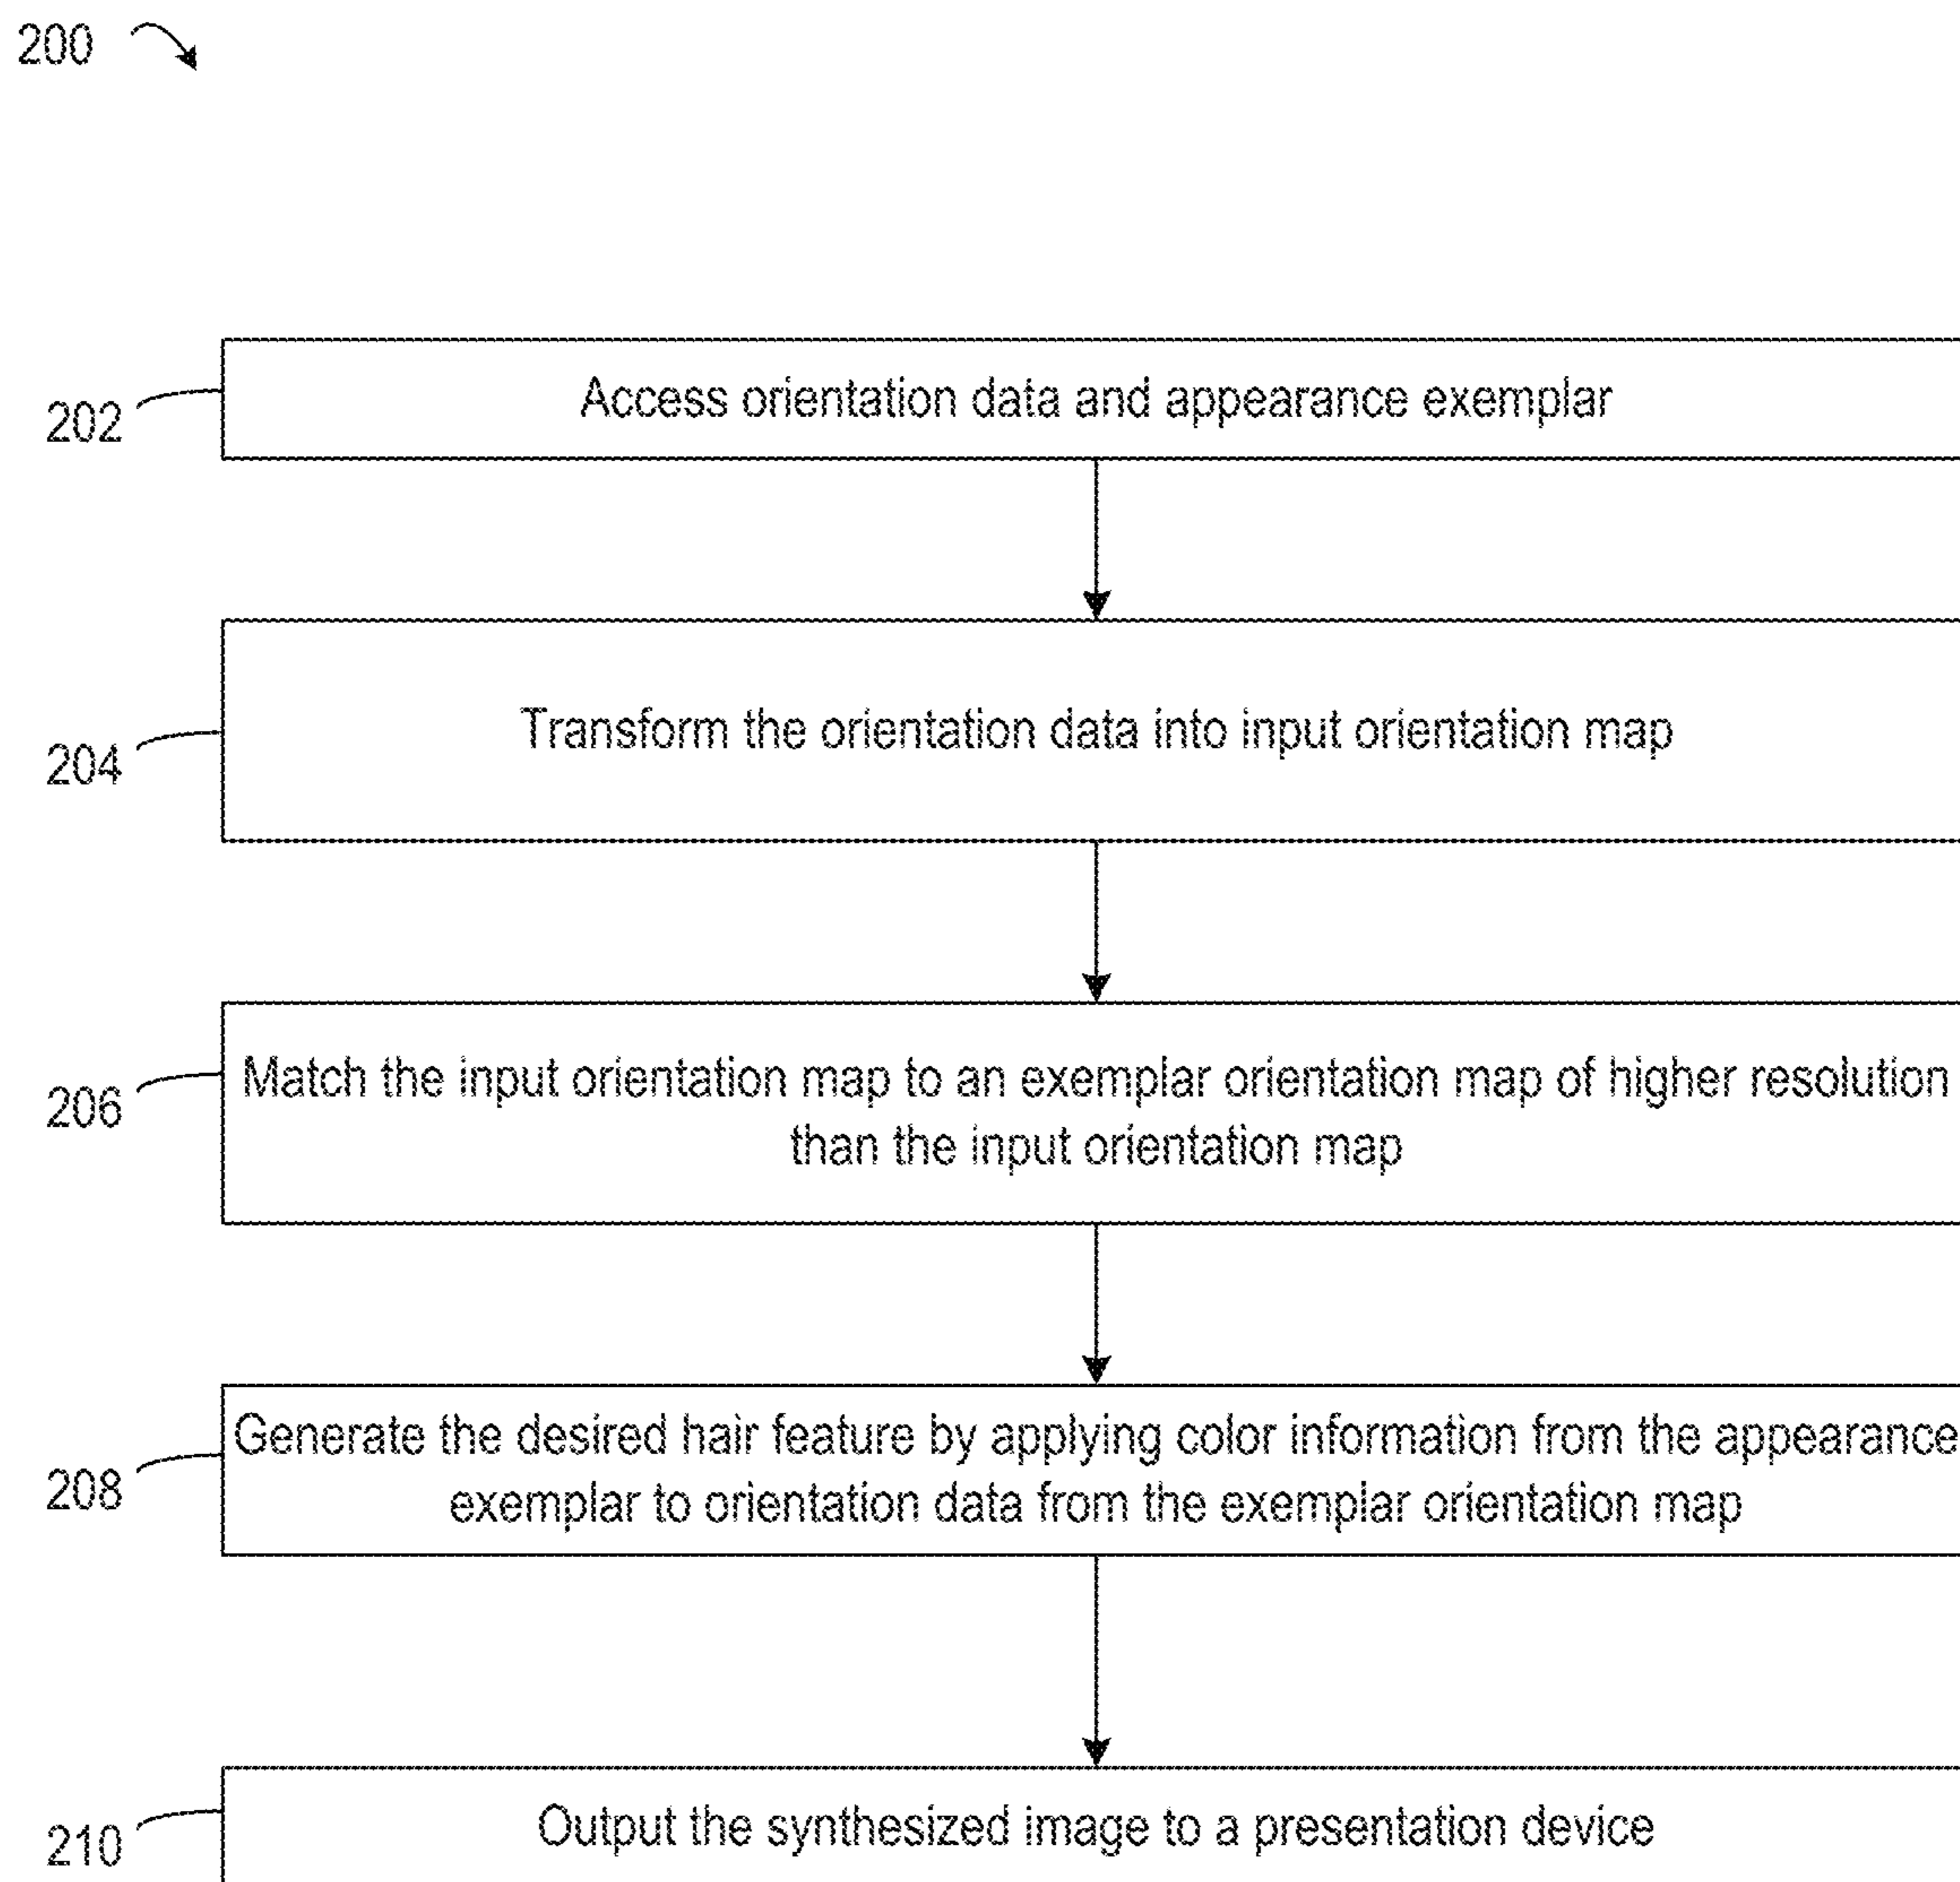 200
202
Access orientation data and appearance exemplar
204
Transform the orientation data into input orientation map
206
Match the input orientation map to an exemplar orientation map of higher resolution
than the input orientation map
208
Generate the desired hair feature by applying color information from the appearance
exemplar to orientation data from the exemplar orientation map
210
Output the synthesized image to a presentation device